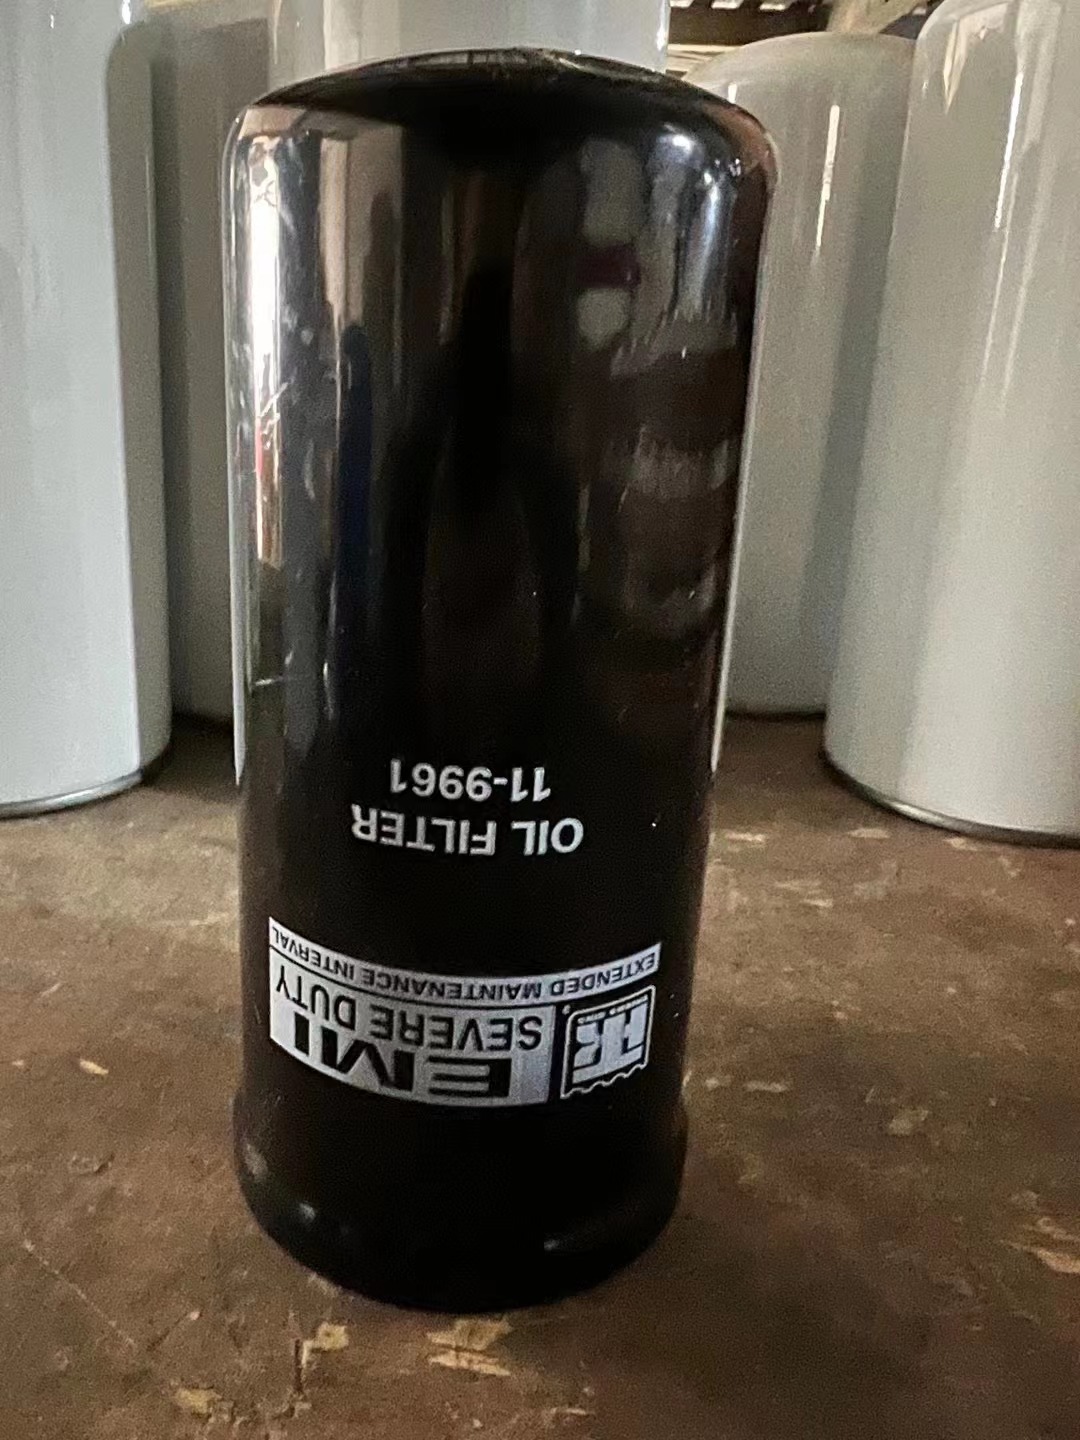 EMI
SEVERE DUTY
EXTENDED MAINTENANCE INTERVAL
OIL FILTER
11-9961